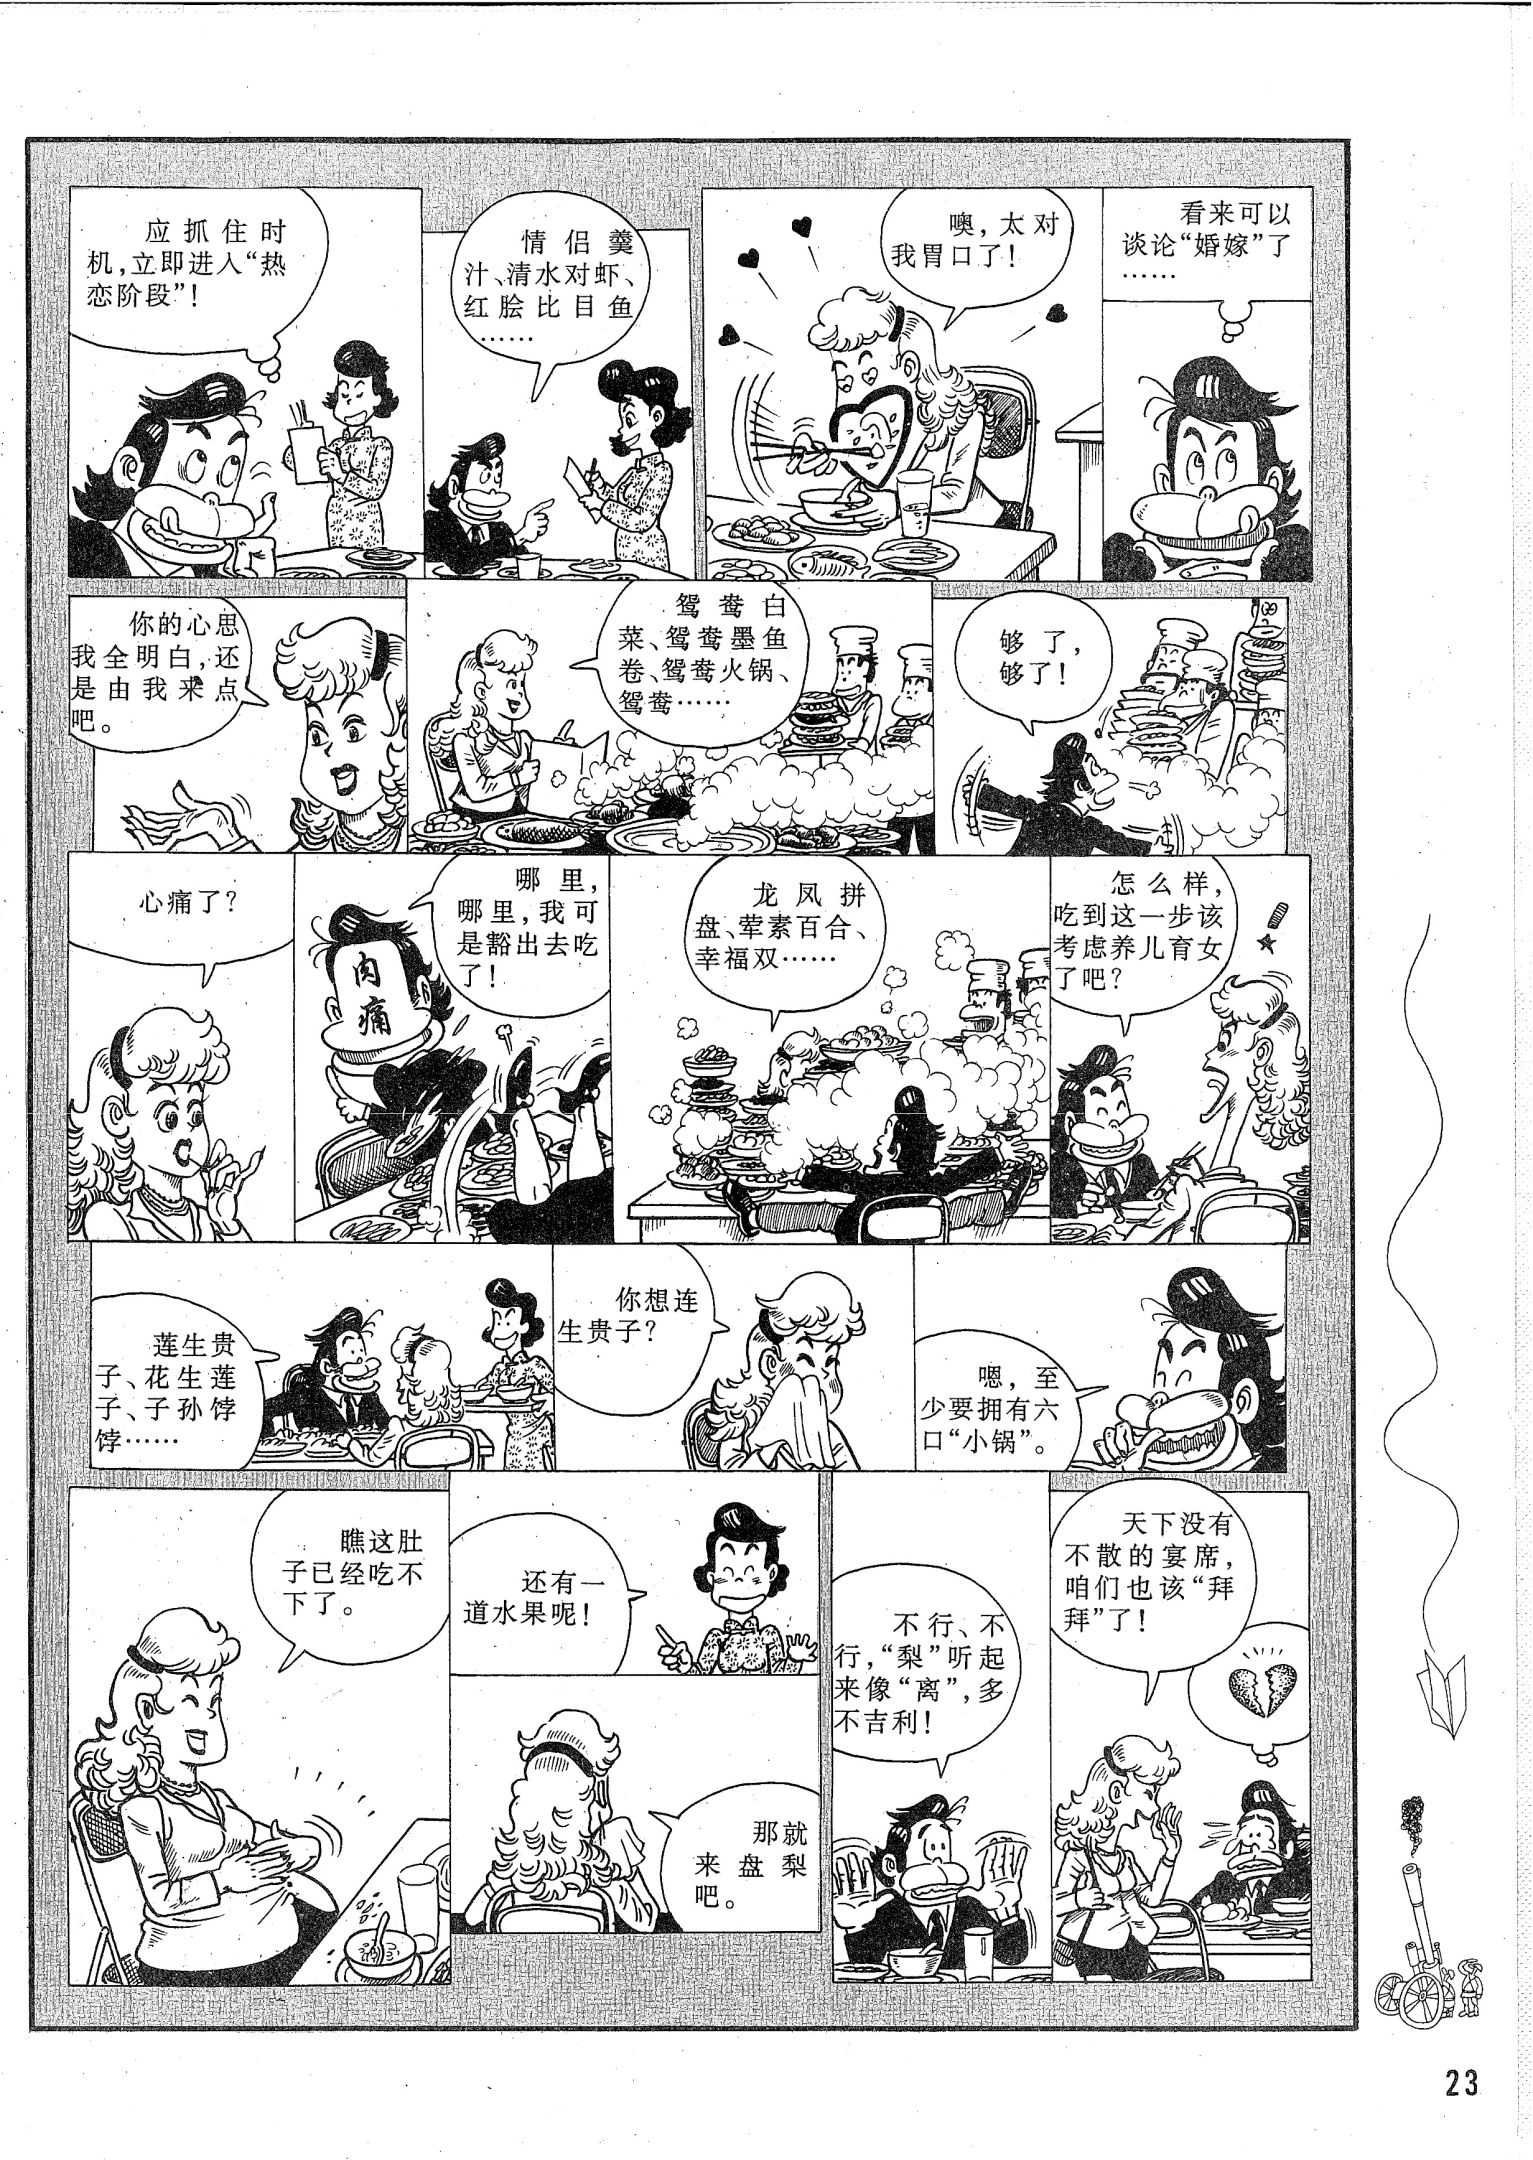 应抓住时
机,立即进入“热
恋阶段”!
情侣羹
汁、清水对虾、
红脍比目鱼
……
噢,太对
我胃口了!
看来可以
谈论“婚嫁”了
……
你的心思
我全明白,还
是由我来点
吧。
鸳鸯白
菜、鸳鸯墨鱼
卷、鸳鸯火锅、
鸳鸯……
够了,
够了!
心痛了?
哪里,
哪里,我可
是豁出去吃
了!
肉
痛
龙凤拼
盘、荤素百合、
幸福双……
怎么样,
吃到这一步该
考虑养儿育女
了吧?
莲生贵
子、花生莲
子、子孙饽
饽……
你想连
生贵子?
嗯,至
少要拥有六
口“小锅”。
瞧这肚
子已经吃不
下了。
还有一
道水果呢!
那就
来盘梨
吧。
不行、不
行,“梨”听起
来像“离”,多
不吉利!
天下没有
不散的宴席,
咱们也该“拜
拜”了!
23